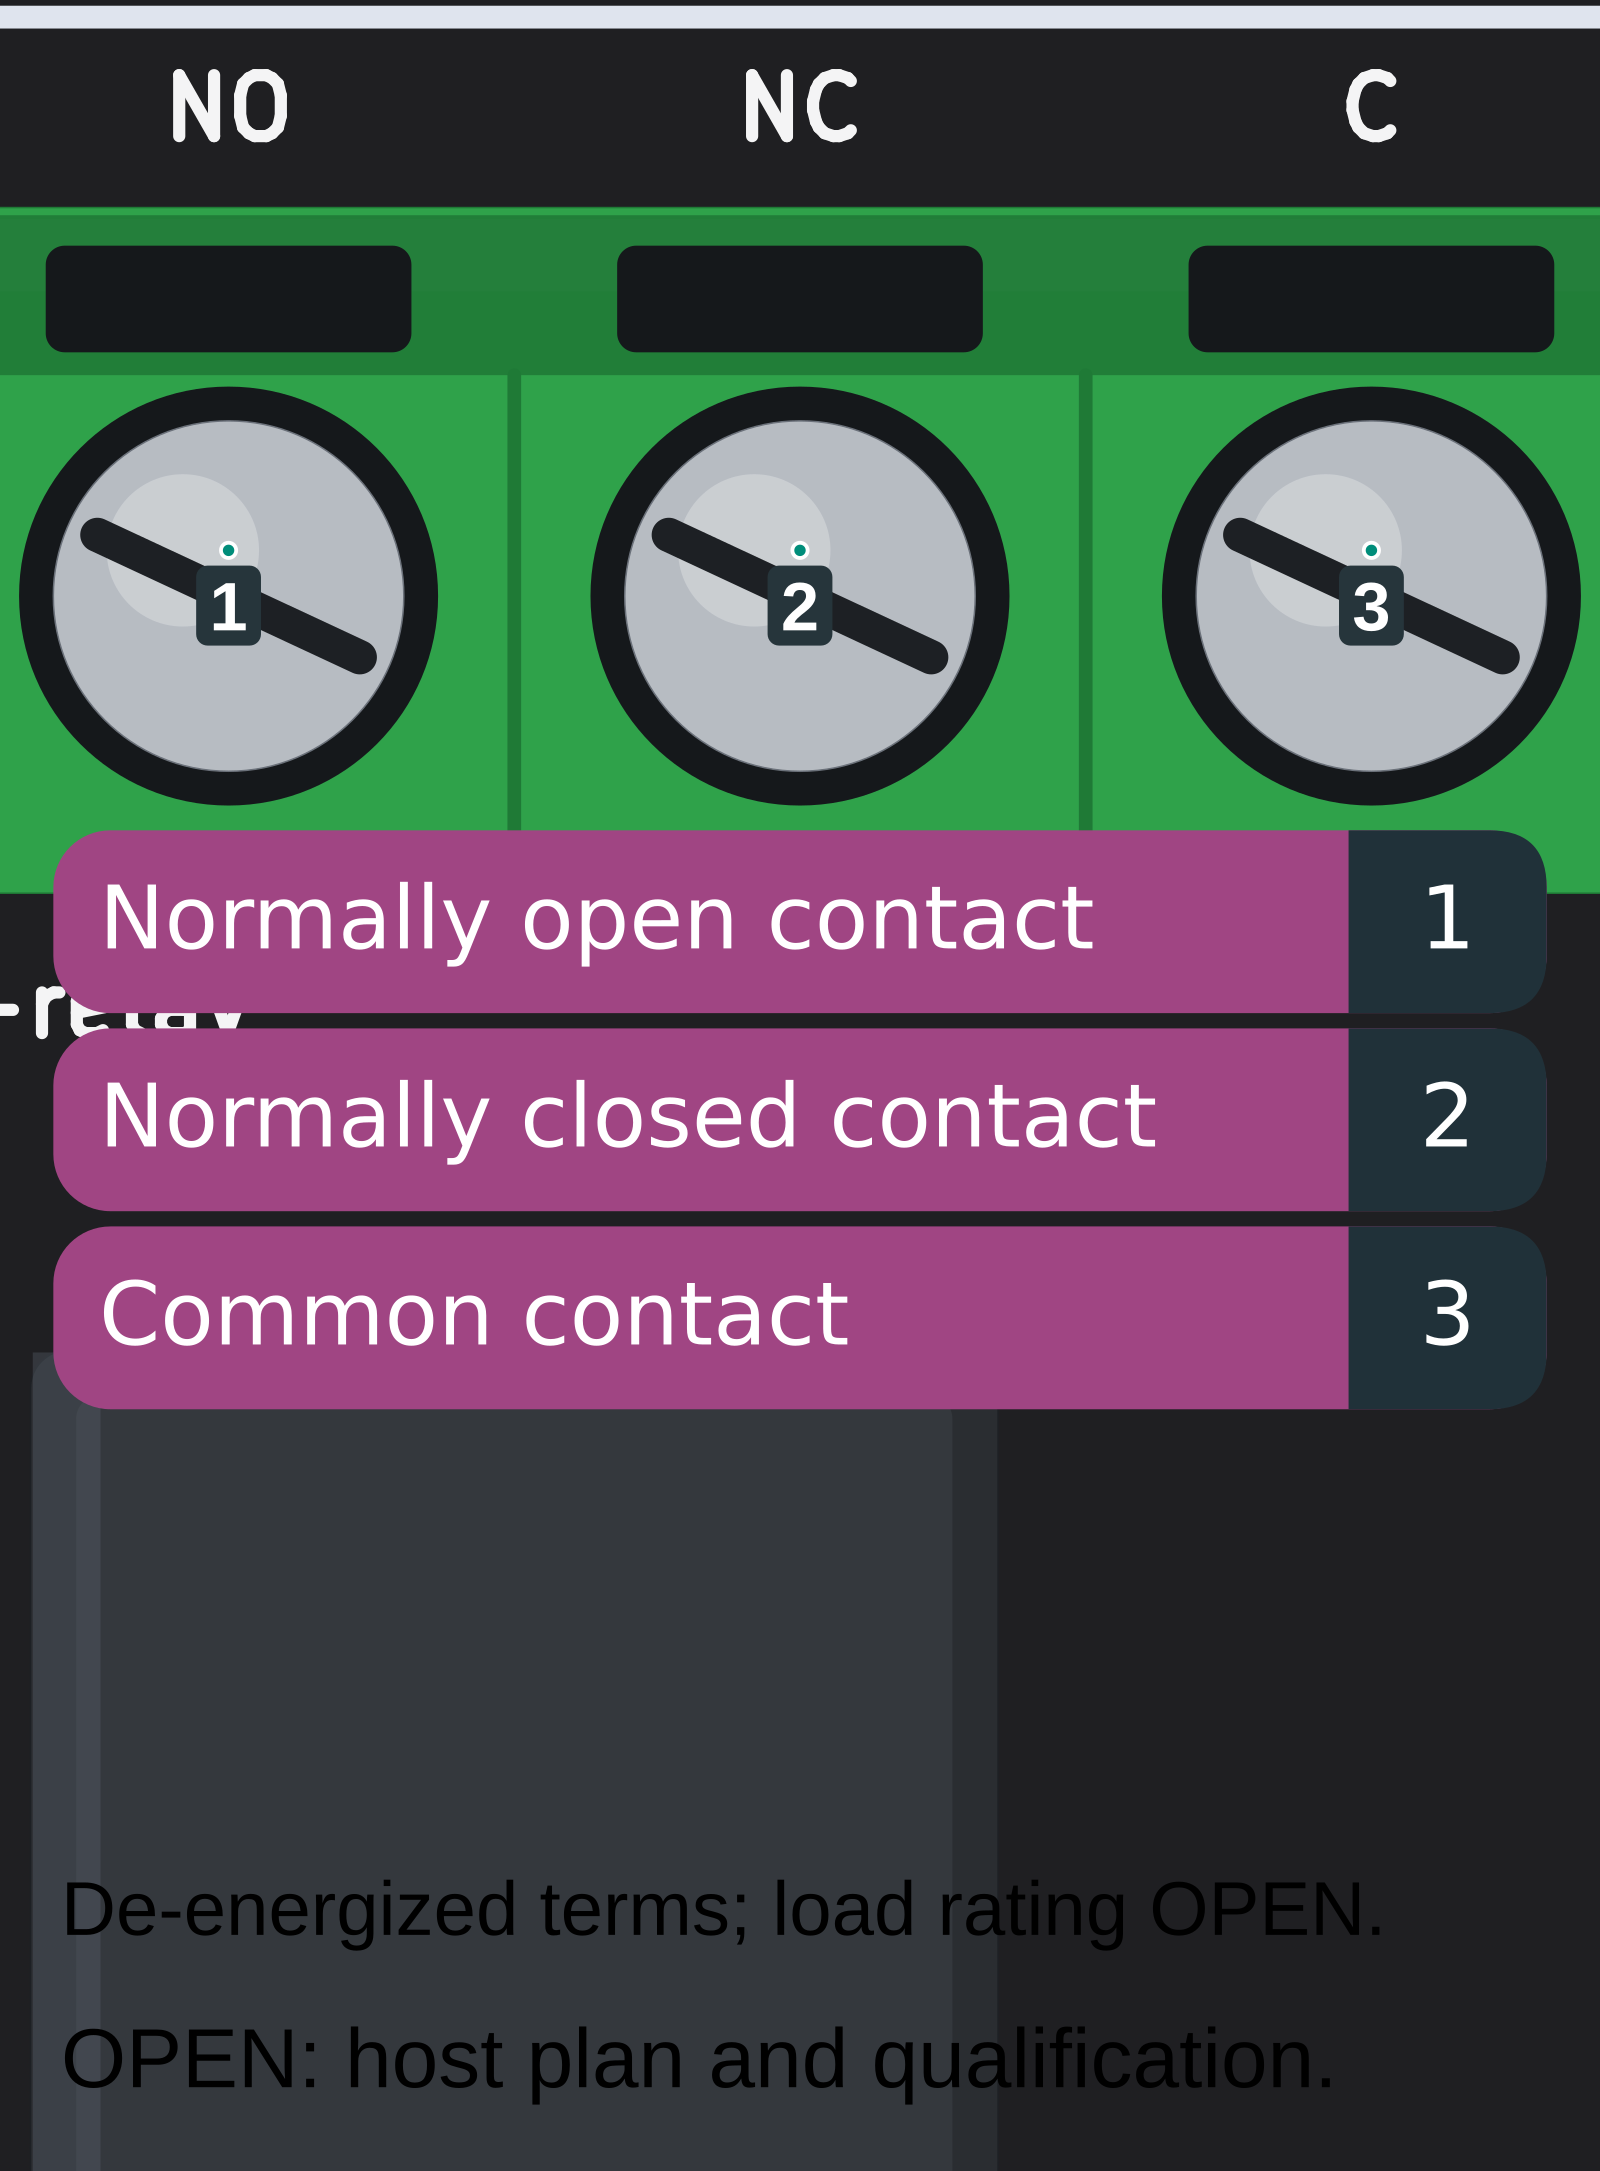 NO NC C
1 2 3
Normally open contact 1
-relay
Normally closed contact 2
Common contact 3
De-energized terms; load rating OPEN.
OPEN: host plan and qualification.